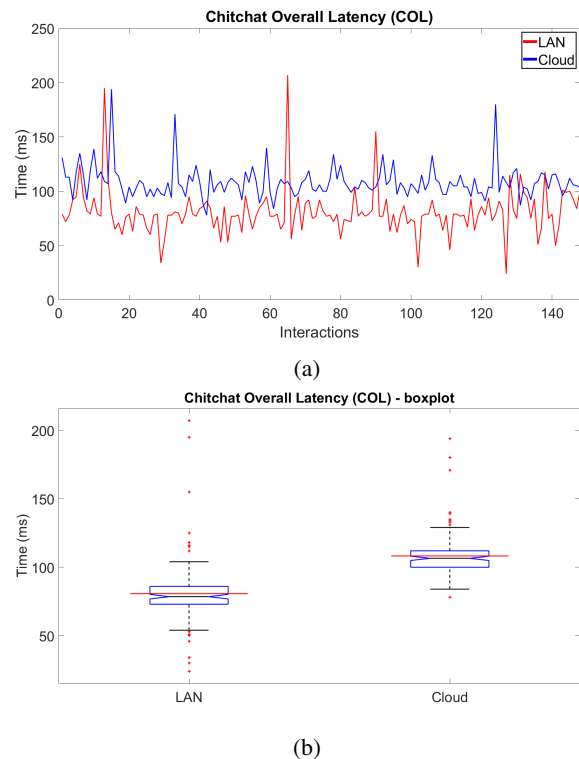 Chitchat Overall Latency (COL)
250
200
150
100
50
0
Time (ms)
LAN
Cloud
0 20 40 60 80 100 120 140
Interactions
(a)
Chitchat Overall Latency (COL) - boxplot
200
150
100
50
Time (ms)
LAN Cloud
(b)